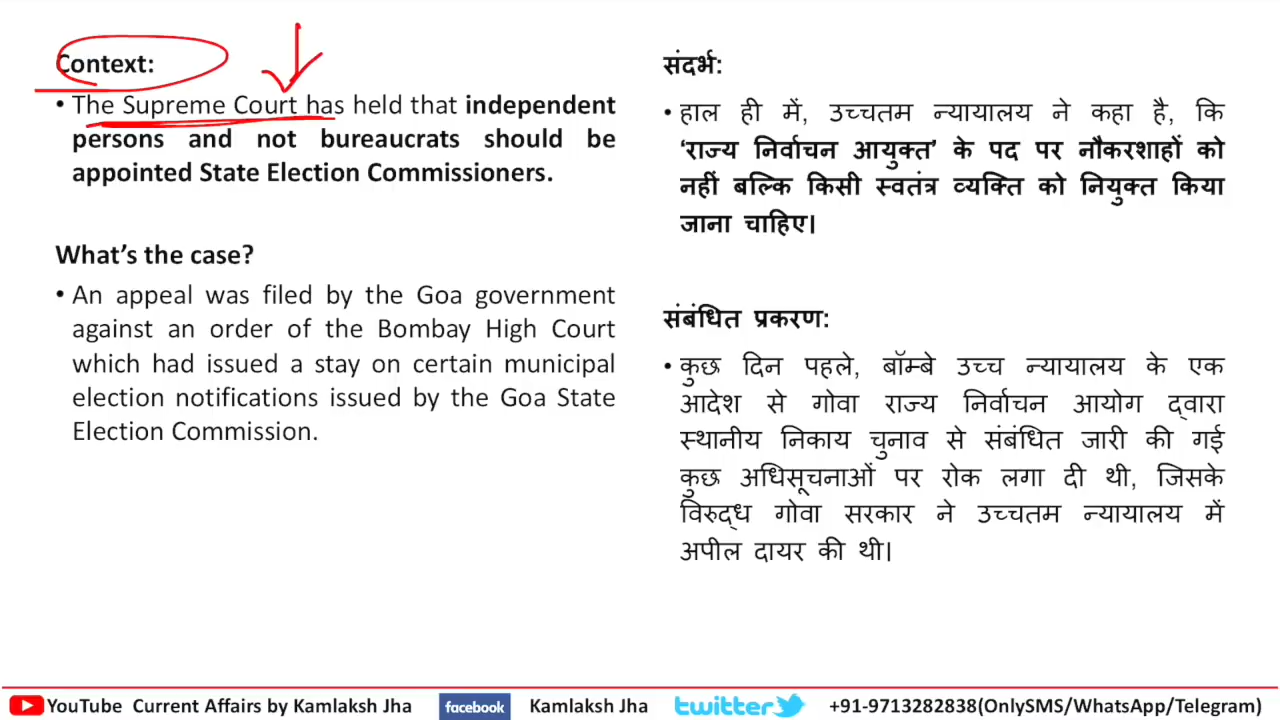 Context:
• The Supreme Court has held that independent
persons and not bureaucrats should be
appointed State Election Commissioners.
What's the case?
• An appeal was filed by the Goa government
against an order of the Bombay High Court
which had issued a stay on certain municipal
election notifications issued by the Goa State
Election Commission.
संदर्भ:
• हाल ही में, उच्चतम न्यायालय ने कहा है, कि
‘राज्य निर्वाचन आयुक्त’ के पद पर नौकरशाहों को
नहीं बल्कि किसी स्वतंत्र व्यक्ति को नियुक्त किया
जाना चाहिए।
संबंधित प्रकरण:
• कुछ दिन पहले, बॉम्बे उच्च न्यायालय के एक
आदेश से गोवा राज्य निर्वाचन आयोग द्वारा
स्थानीय निकाय चुनाव से संबंधित जारी की गई
कुछ अधिसूचनाओं पर रोक लगा दी थी, जिसके
विरुद्ध गोवा सरकार ने उच्चतम न्यायालय में
अपील दायर की थी।
YouTube Current Affairs by Kamlaksh Jha facebook Kamlaksh Jha twitter +91-9713282838(OnlySMS/WhatsApp/Telegram)